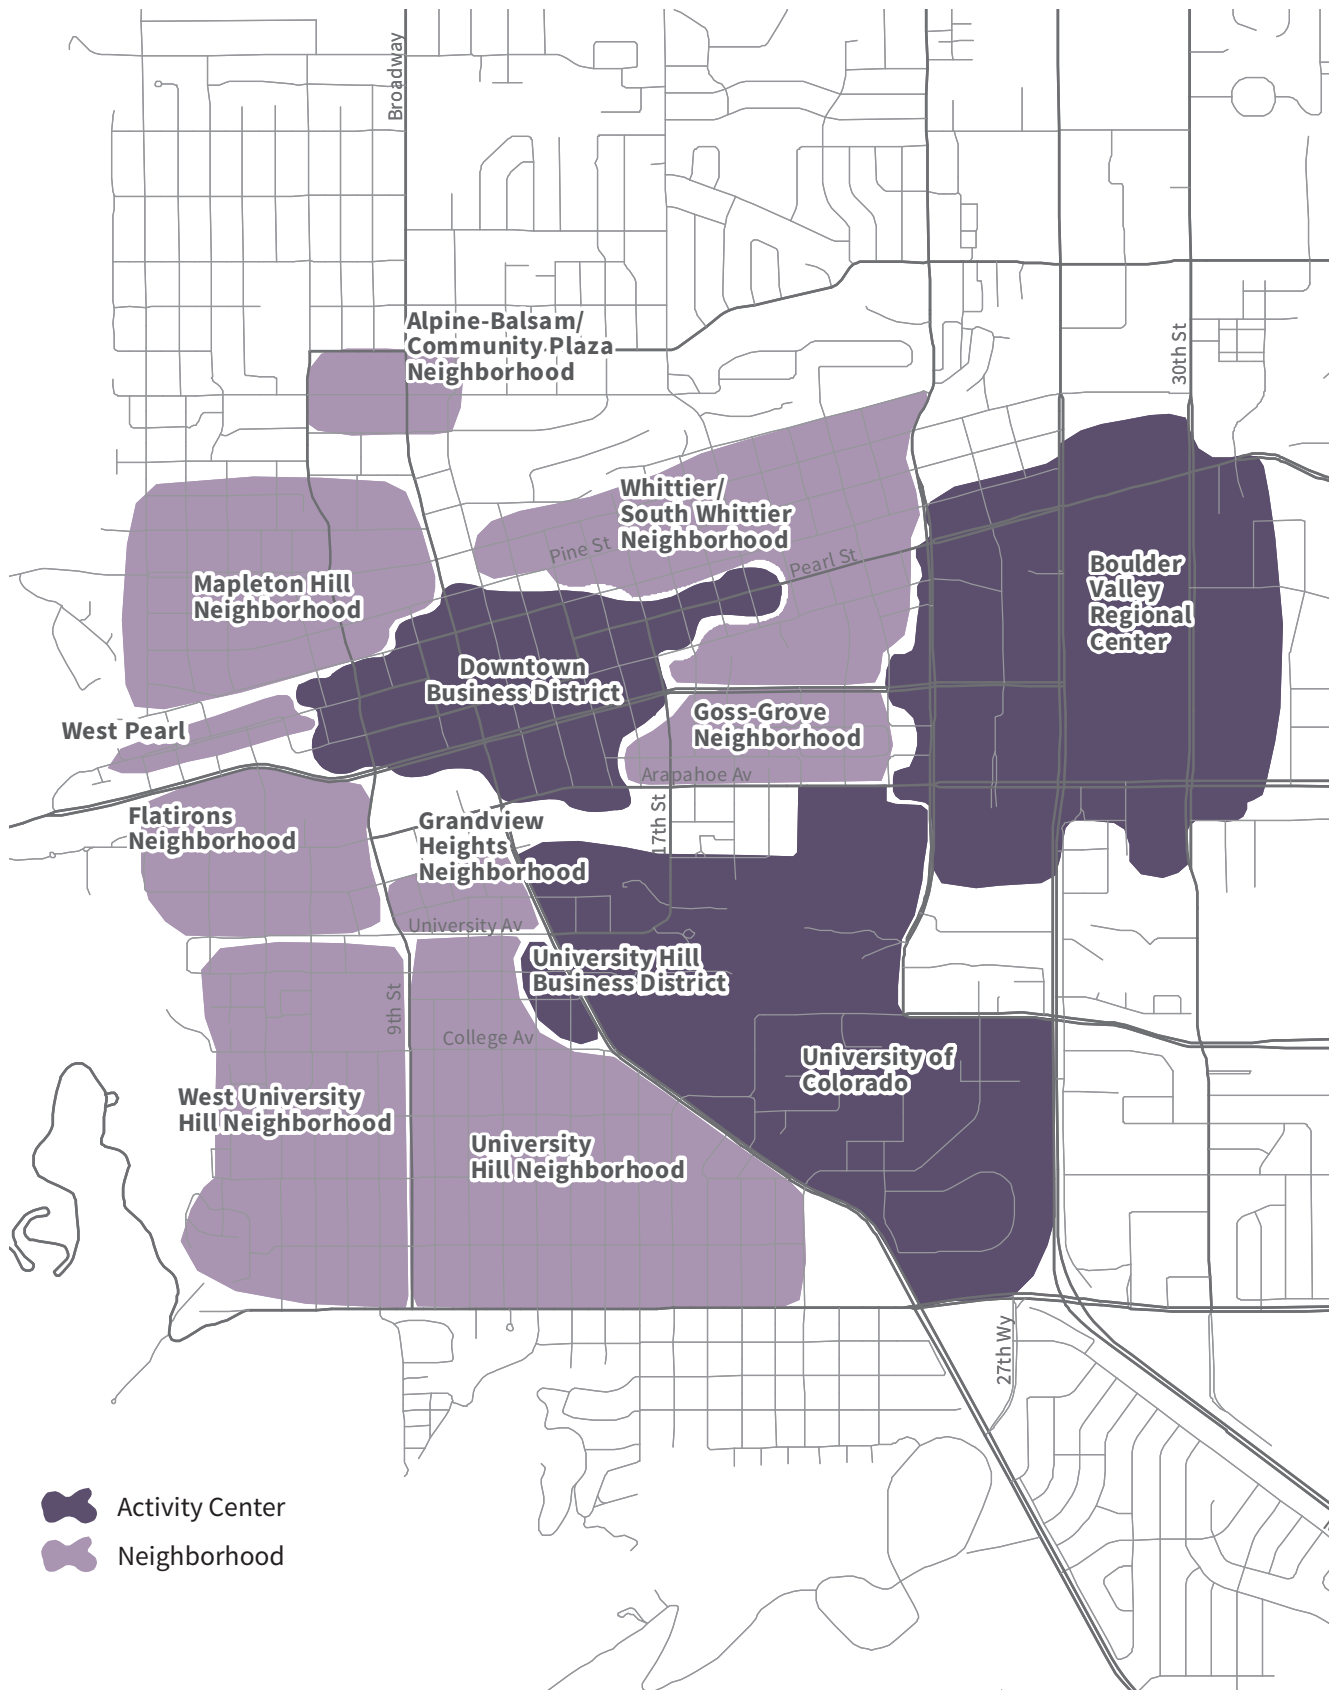 Broadway
Alpine-Balsam/
Community Plaza
Neighborhood
30th St
Whittier/
South Whittier
Neighborhood
Pine St
Pearl St
Mapleton Hill
Neighborhood
Boulder
Valley
Regional
Center
Downtown
Business District
West Pearl
Goss-Grove
Neighborhood
Arapahoe Av
Flatirons
Neighborhood
Grandview
Heights
Neighborhood
17th St
University Av
University Hill
Business District
9th St
College Av
University of
Colorado
West University
Hill Neighborhood
University
Hill Neighborhood
27th Wy
Activity Center
Neighborhood